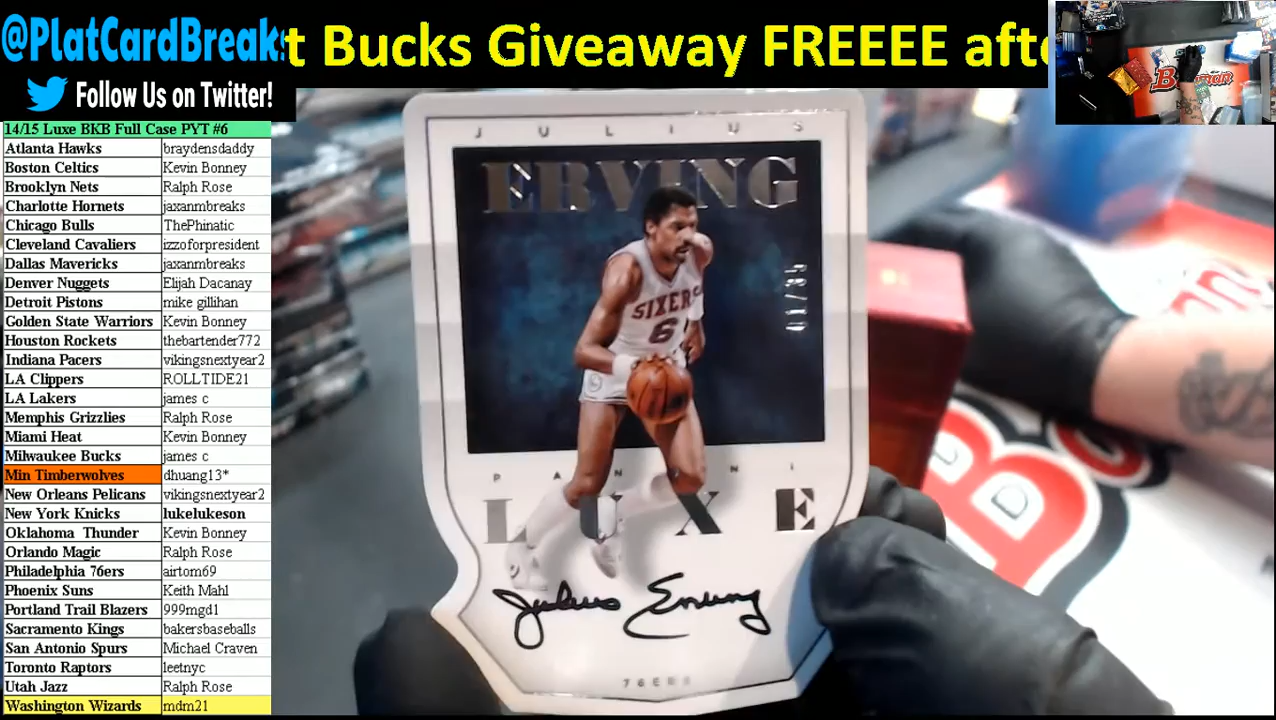 @PlatCardBreaks
Follow Us on Twitter!
t Bucks Giveaway FREEEE afte
14/15 Luxe BKB Full Case PYT #6
Atlanta Hawks braydensdaddy
Boston Celtics Kevin Bonney
Brooklyn Nets Ralph Rose
Charlotte Hornets jaxanmbreaks
Chicago Bulls ThePhinatic
Cleveland Cavaliers izzoforpresident
Dallas Mavericks jaxanmbreaks
Denver Nuggets Elijah Dacanay
Detroit Pistons mike gillihan
Golden State Warriors Kevin Bonney
Houston Rockets thebartender772
Indiana Pacers vikingsnextyear2
LA Clippers ROLLTIDE21
LA Lakers james c
Memphis Grizzlies Ralph Rose
Miami Heat Kevin Bonney
Milwaukee Bucks james c
Min Timberwolves dhuang13*
New Orleans Pelicans vikingsnextyear2
New York Knicks lukelukeson
Oklahoma Thunder Kevin Bonney
Orlando Magic Ralph Rose
Philadelphia 76ers airtom69
Phoenix Suns Keith Mahl
Portland Trail Blazers 999mgd1
Sacramento Kings bakersbaseballs
San Antonio Spurs Michael Craven
Toronto Raptors leetnyc
Utah Jazz Ralph Rose
Washington Wizards mdm21
JULIUS
ERVING
SIXERS
6
PANINI
LUXE
Julius Erving
76ERS